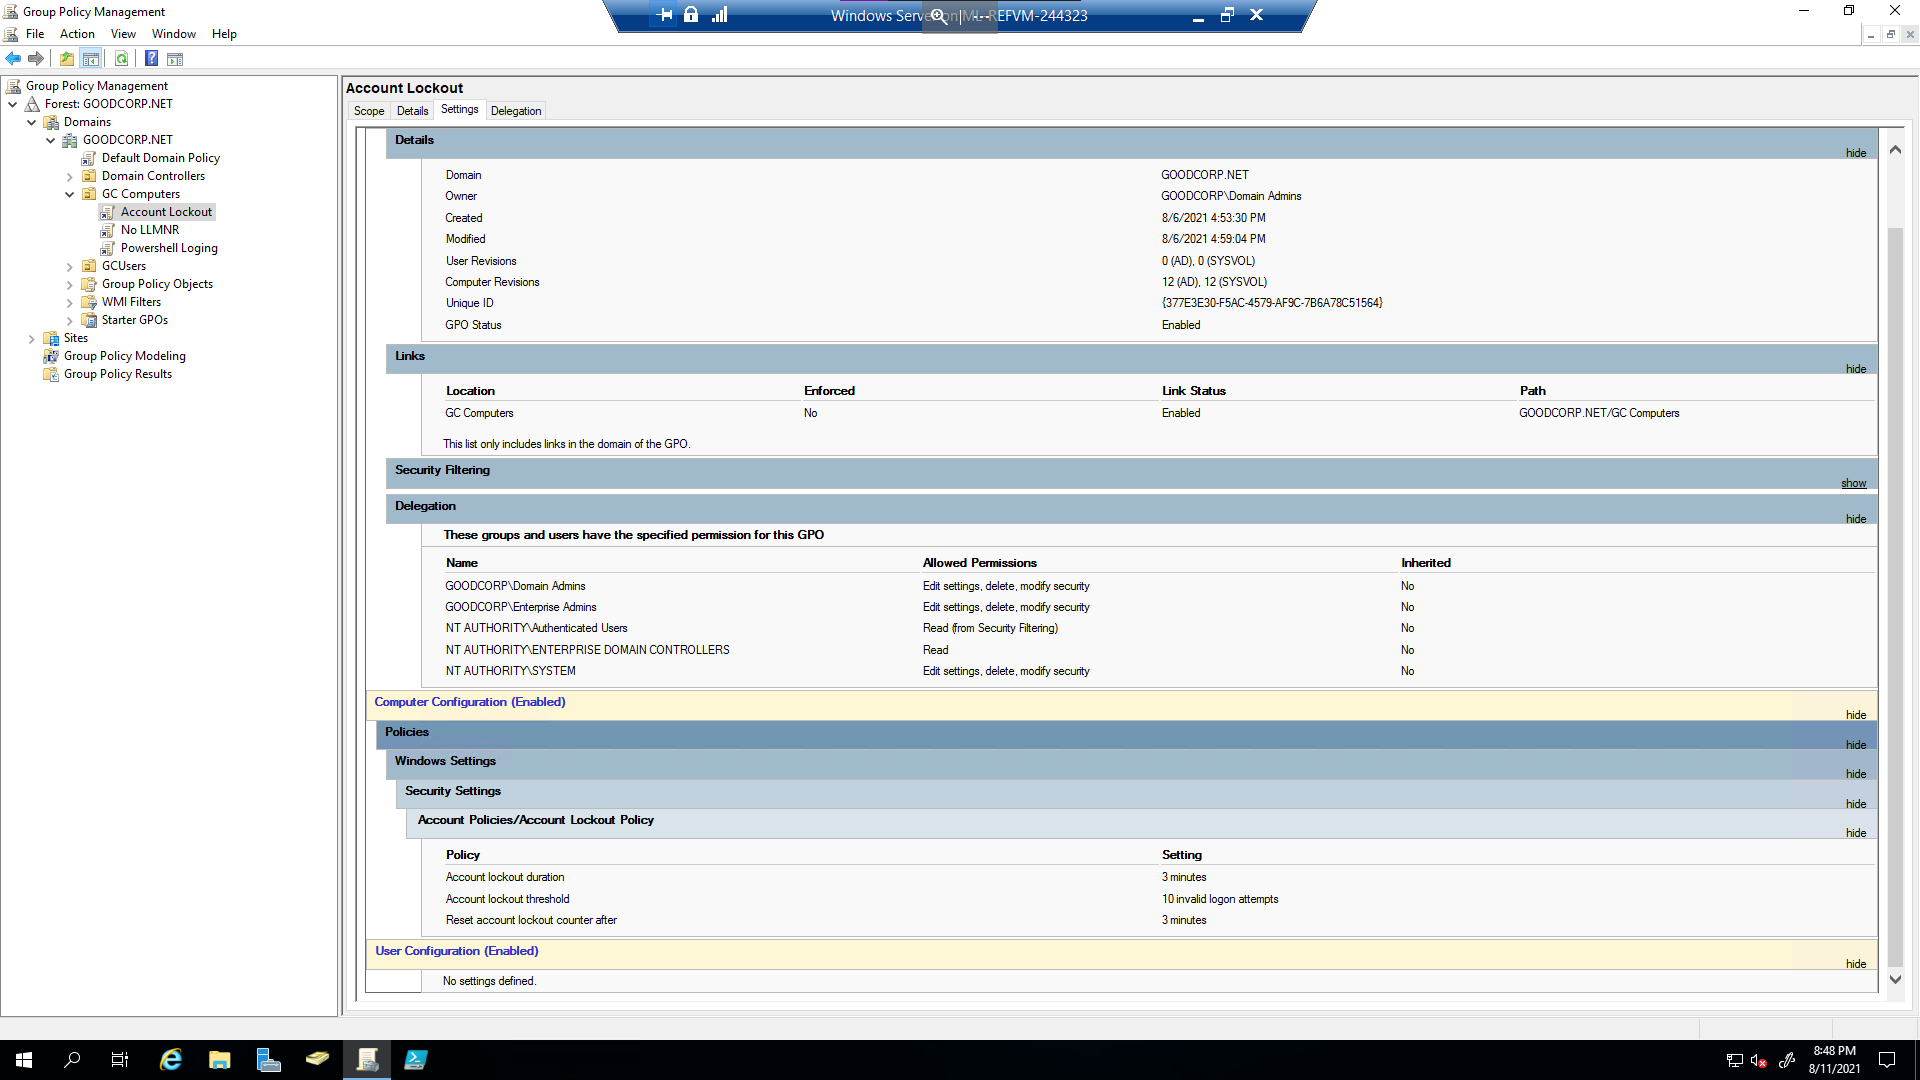 Group Policy Management
Windows Server on ML-REFVM-244323
File Action View Window Help
Group Policy Management
Forest: GOODCORP.NET
Domains
GOODCORP.NET
Default Domain Policy
Domain Controllers
GC Computers
Account Lockout
No LLMNR
Powershell Loging
GCUsers
Group Policy Objects
WMI Filters
Starter GPOs
Sites
Group Policy Modeling
Group Policy Results
Account Lockout
Scope Details Settings Delegation
Details
hide
Domain GOODCORP.NET
Owner GOODCORP\Domain Admins
Created 8/6/2021 4:53:30 PM
Modified 8/6/2021 4:59:04 PM
User Revisions 0 (AD), 0 (SYSVOL)
Computer Revisions 12 (AD), 12 (SYSVOL)
Unique ID {377E3E30-F5AC-4579-AF9C-7B6A78C51564}
GPO Status Enabled
Links
hide
Location Enforced Link Status Path
GC Computers No Enabled GOODCORP.NET/GC Computers
This list only includes links in the domain of the GPO.
Security Filtering
show
Delegation
hide
These groups and users have the specified permission for this GPO
Name Allowed Permissions Inherited
GOODCORP\Domain Admins Edit settings, delete, modify security No
GOODCORP\Enterprise Admins Edit settings, delete, modify security No
NT AUTHORITY\Authenticated Users Read (from Security Filtering) No
NT AUTHORITY\ENTERPRISE DOMAIN CONTROLLERS Read No
NT AUTHORITY\SYSTEM Edit settings, delete, modify security No
Computer Configuration (Enabled)
hide
Policies
hide
Windows Settings
hide
Security Settings
hide
Account Policies/Account Lockout Policy
hide
Policy Setting
Account lockout duration 3 minutes
Account lockout threshold 10 invalid logon attempts
Reset account lockout counter after 3 minutes
User Configuration (Enabled)
hide
No settings defined.
8:48 PM
8/11/2021